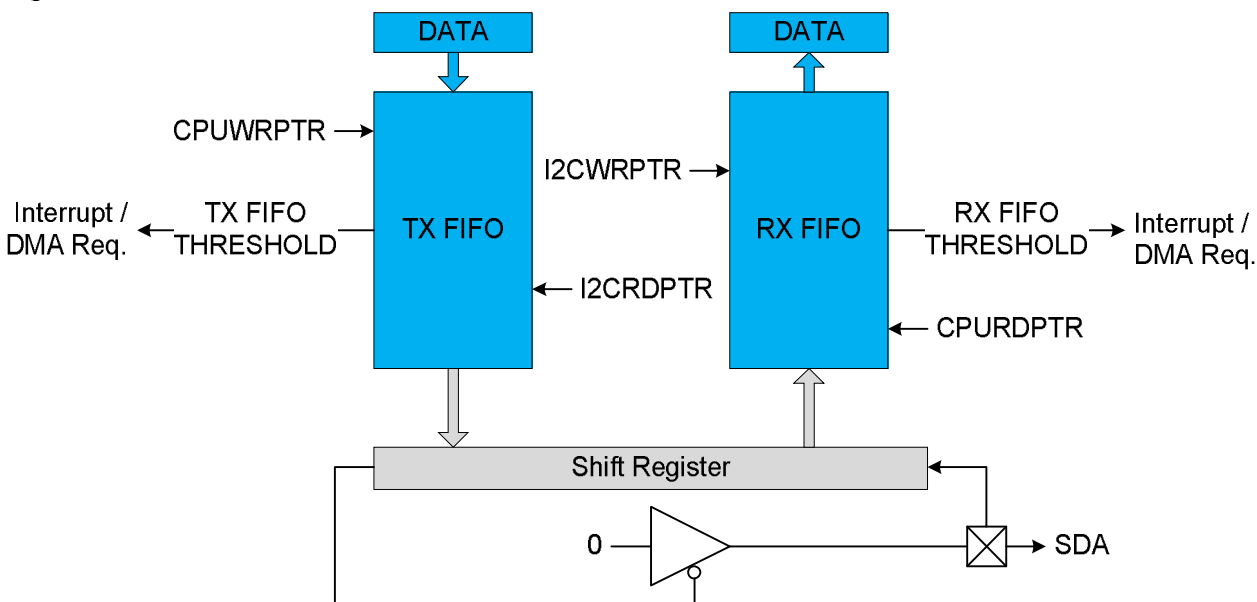 DATA
DATA
CPUWRPTR
I2CWRPTR
Interrupt /
DMA Req.
TX FIFO
THRESHOLD
TX FIFO
RX FIFO
RX FIFO
THRESHOLD
Interrupt /
DMA Req.
I2CRDPTR
CPURDPTR
Shift Register
0
SDA